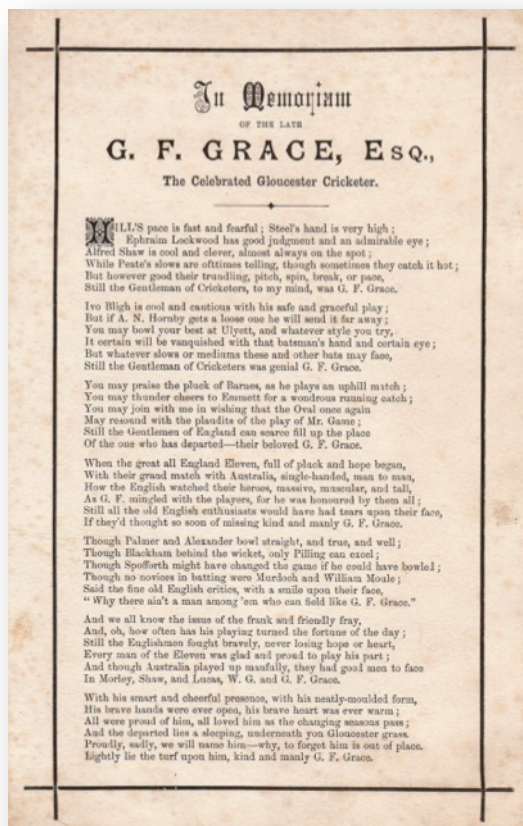 In Memoriam
OF THE LATE
G. F. GRACE, ESQ.,
The Celebrated Gloucester Cricketer.
HILL'S pace is fast and fearful; Steel's hand is very high;
Ephraim Lockwood has good judgment and an admirable eye;
Alfred Shaw is cool and clever, almost always on the spot;
While Peate's slows are ofttimes telling, though sometimes they catch it hot;
But however good their trundling, pitch, spin, break, or pace,
Still the Gentleman of Cricketers, to my mind, was G. F. Grace.
Ivo Bligh is cool and cautious with his safe and graceful play;
But if A. N. Hornby gets a loose one he will send it far away;
You may bowl your best at Ulyett, and whatever style you try,
It certain will be vanquished with that batsman's hand and certain eye;
But whatever slows or mediums these and other bats may face,
Still the Gentleman of Cricketers was genial G. F. Grace.
You may praise the pluck of Barnes, as he plays an uphill match;
You may thunder cheers to Emmett for a wondrous running catch;
You may join with me in wishing that the Oval once again
May resound with the plaudits of the play of Mr. Game;
Still the Gentlemen of England can scarce fill up the place
Of the one who has departed—their beloved G. F. Grace.
When the great all England Eleven, full of pluck and hope began,
With their grand match with Australia, single-handed, man to man,
How the English watched their heroes, massive, muscular, and tall,
As G. F. mingled with the players, for he was honoured by them all;
Still all the old English enthusiasts would have had tears upon their face,
If they'd thought so soon of missing kind and manly G. F. Grace.
Though Palmer and Alexander bowl straight, and true, and well;
Though Blackham behind the wicket, only Pilling can excel;
Though Spofforth might have changed the game if he could have bowled;
Though no novices in batting were Murdoch and William Moule;
Said the fine old English critics, with a smile upon their face,
"Why there ain't a man among 'em who can field like G. F. Grace."
And we all know the issue of the frank and friendly fray,
And, oh, how often has his playing turned the fortune of the day;
Still the Englishmen fought bravely, never losing hope or heart,
Every man of the Eleven was glad and proud to play his part;
And though Australia played up manfully, they had good men to face
In Morley, Shaw, and Lucas, W. G. and G. F. Grace.
With his smart and cheerful presence, with his neatly-moulded form,
His brave hands were ever open, his brave heart was ever warm;
All were proud of him, all loved him as the changing seasons pass;
And the departed lies a sleeping, underneath yon Gloucester grass.
Proudly, sadly, we will name him—why, to forget him is out of place.
Lightly lie the turf upon him, kind and manly G. F. Grace.